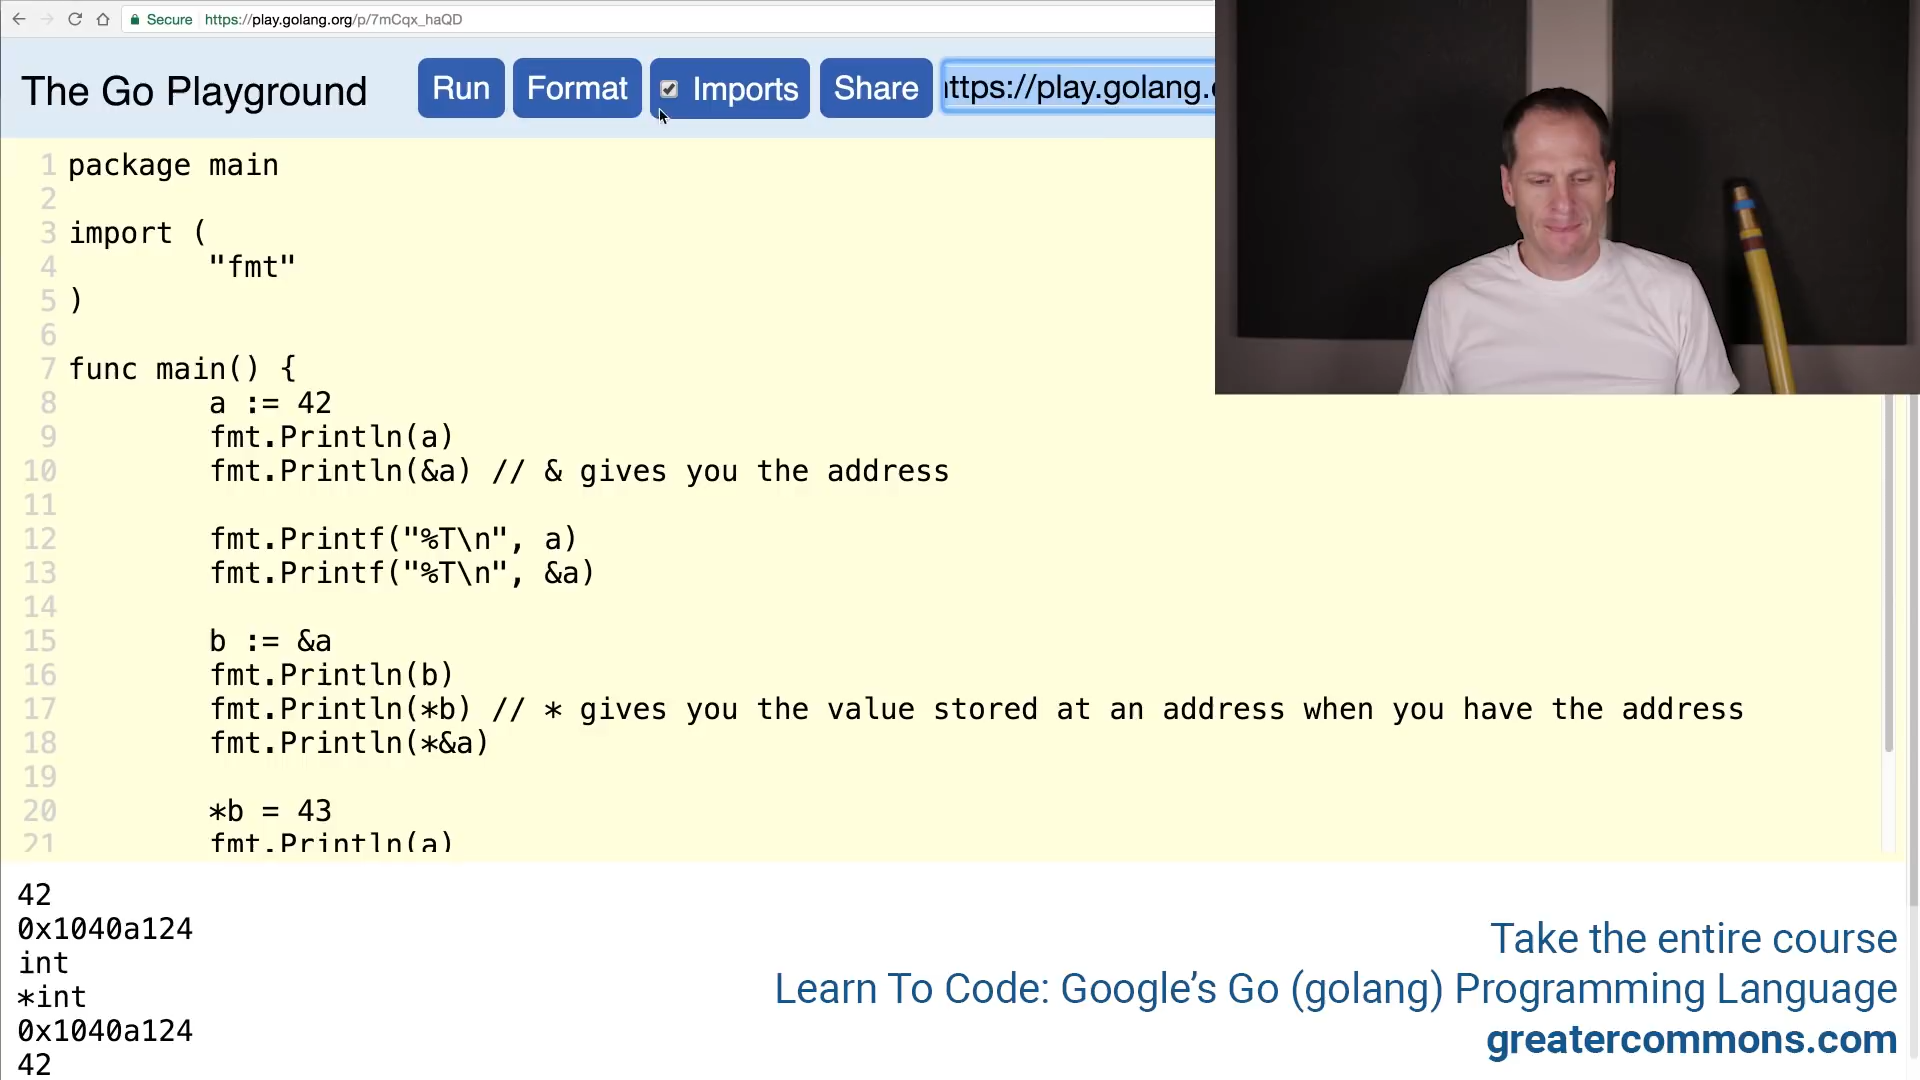 Secure https://play.golang.org/p/7mCqx_haQD
The Go Playground Run Format Imports Share ttps://play.golang.
1 package main
2
3 import (
4 "fmt"
5 )
6
7 func main() {
8 a := 42
9 fmt.Println(a)
10 fmt.Println(&a) // & gives you the address
11
12 fmt.Printf("%T\n", a)
13 fmt.Printf("%T\n", &a)
14
15 b := &a
16 fmt.Println(b)
17 fmt.Println(*b) // * gives you the value stored at an address when you have the address
18 fmt.Println(*&a)
19
20 *b = 43
21 fmt.Println(a)
42
0x1040a124
int
*int
0x1040a124
42
Take the entire course
Learn To Code: Google’s Go (golang) Programming Language
greatercommons.com